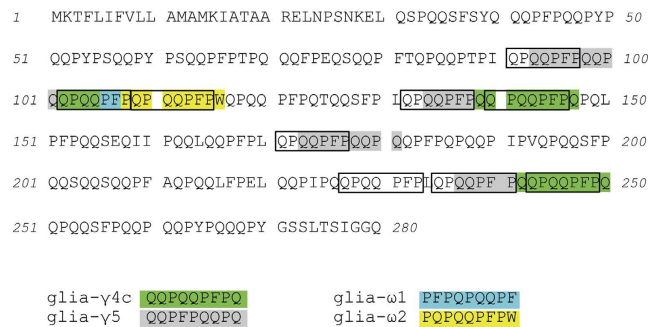 1 MKTFLIFVLL AMAMKIATAA RELNPSNKEL QSPQQSFSYQ QQPFPQQPYP 50
51 QQPYPSQQPY PSQQPFPTPQ QQFPEQSQQP FTQPQQPTPI QPQQPFPQQP 100
101 QQPQQPFPQP QQPFPWQPQQ PFPQTQQSFP LQPQQPFPQQ PQQPFPQPQL 150
151 PFPQQSEQII PQQLQQPFPL QPQQPFPQQP QQPFPQPQQP IPVQPQQSFP 200
201 QQSQQSQQPF AQPQQLFPEL QQPIPQQPQQ PFPLQPQQPF PQQPQQPFPQ 250
251 QPQQSFPQQP QQPYPQQQPY GSSLTSIGGQ 280
glia-γ4c QQPQQPFPQ glia-ω1 PFPQPQQPF
glia-γ5 QQPFPQQPQ glia-ω2 PQPQQPFPW